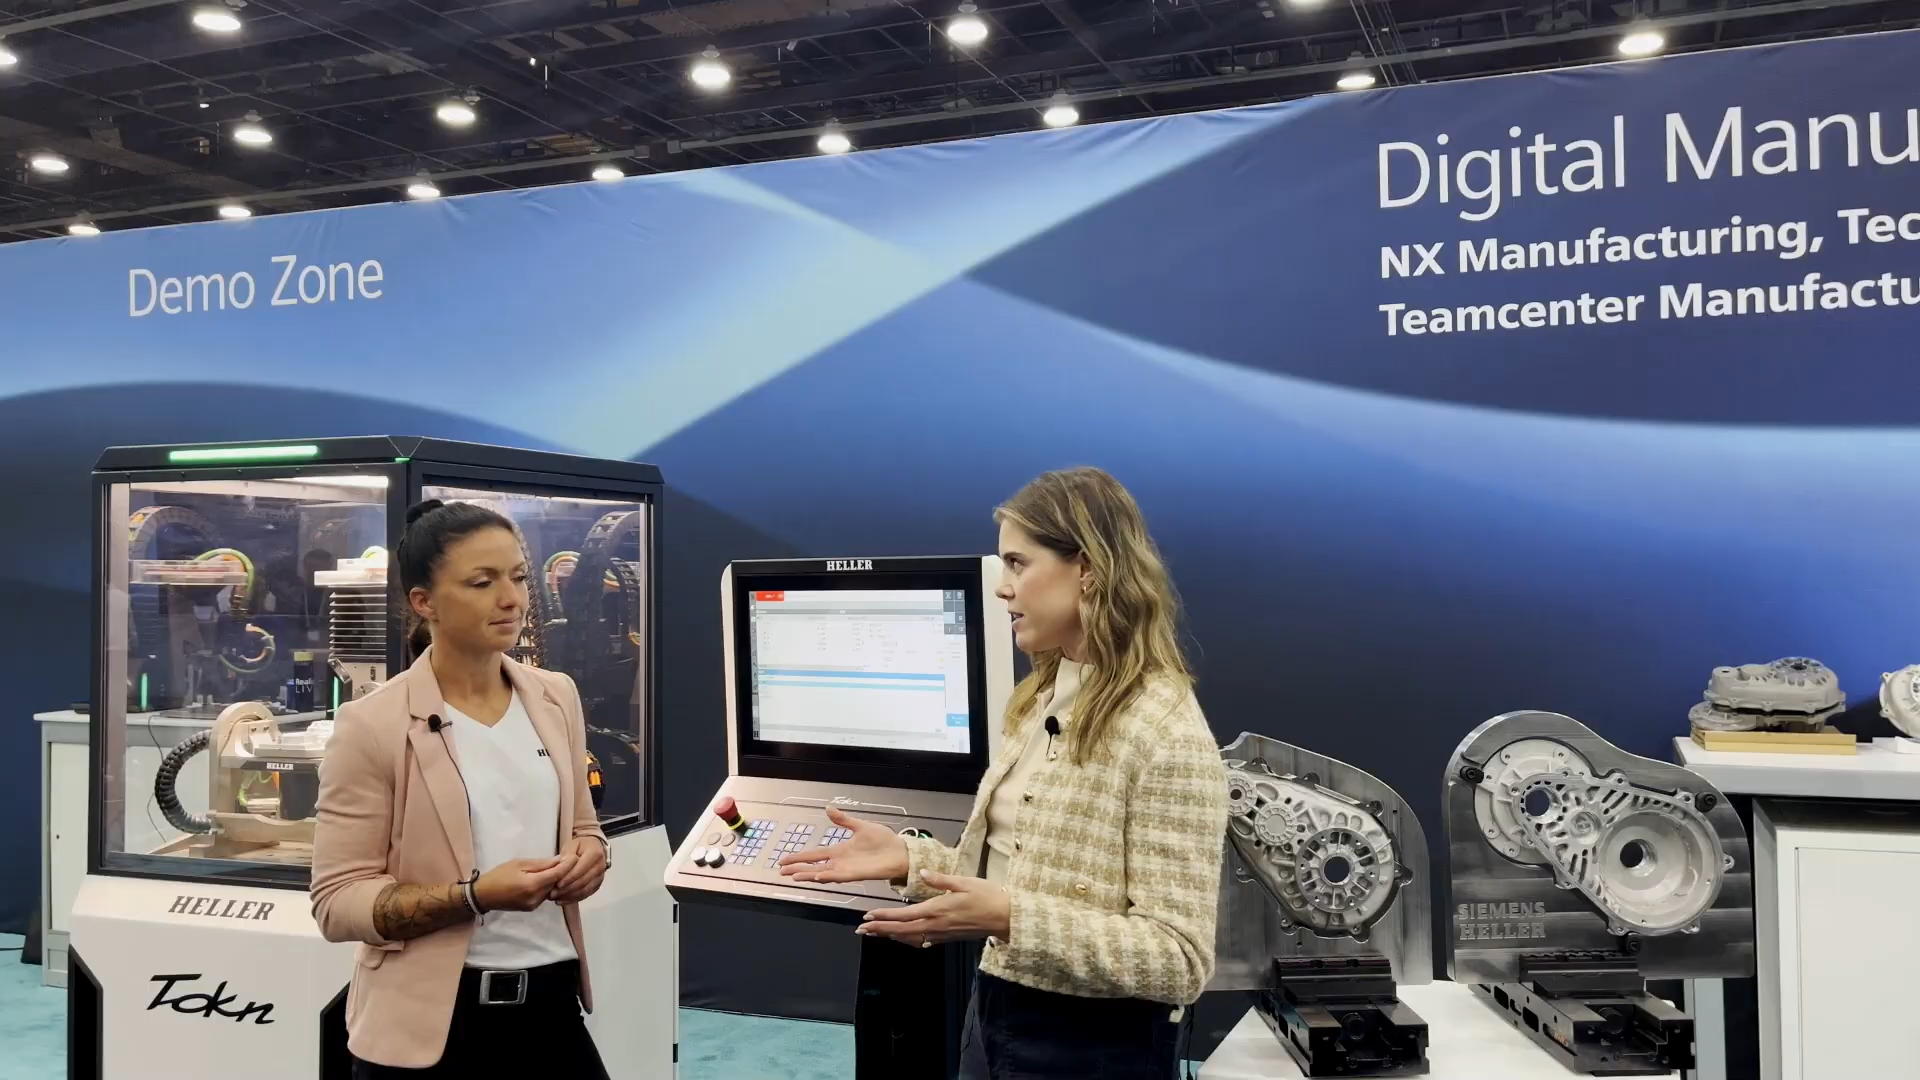 Digital Manu
NX Manufacturing, Tec
Teamcenter Manufactu
Demo Zone
HELLER
HELLER
HELLER
Tokn
Tokn
SIEMENS
HELLER